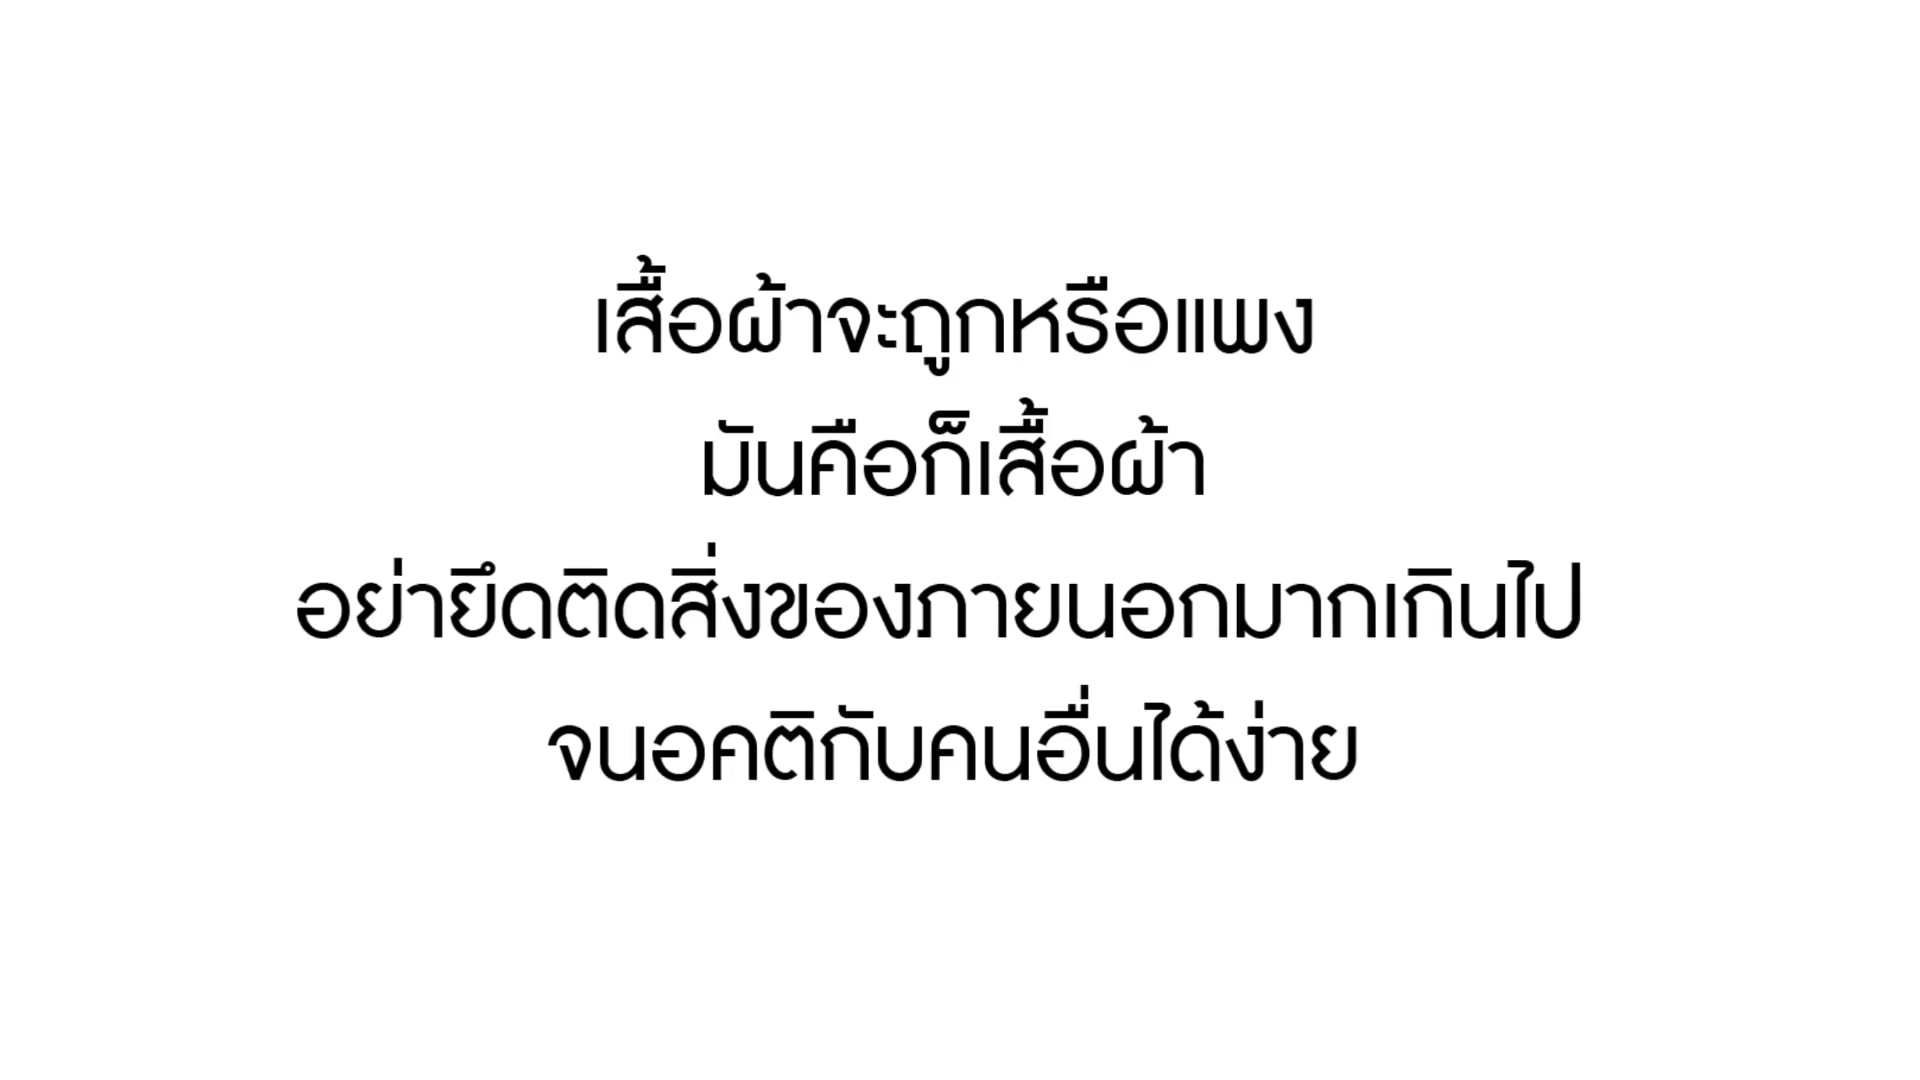 เสื้อผ้าจะถูกหรือแพง
มันคือก็เสื้อผ้า
อย่ายึดติดสิ่งของภายนอกมากเกินไป
จนอคติกับคนอื่นได้ง่าย